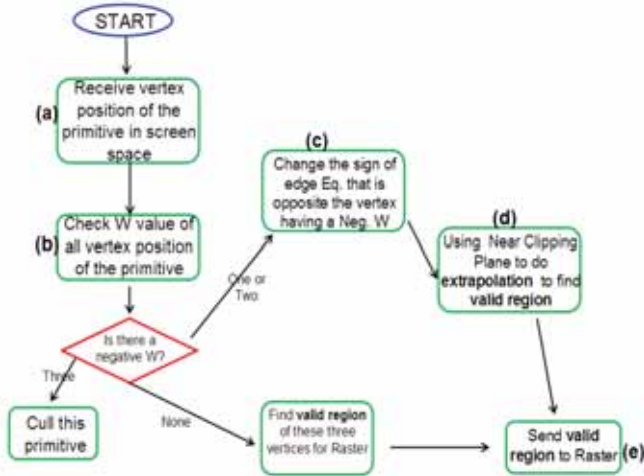 START
(a)
Receive vertex
position of the
primitive in screen
space
(b)
Check W value of
all vertex position
of the primitive
Is there a
negative W?
Three
Cull this
primitive
One or
Two
(c)
Change the sign of
edge Eq. that is
opposite the vertex
having a Neg. W
(d)
Using Near Clipping
Plane to do
extrapolation to find
valid region
None
Find valid region
of these three
vertices for Raster
Send valid
region to Raster
(e)